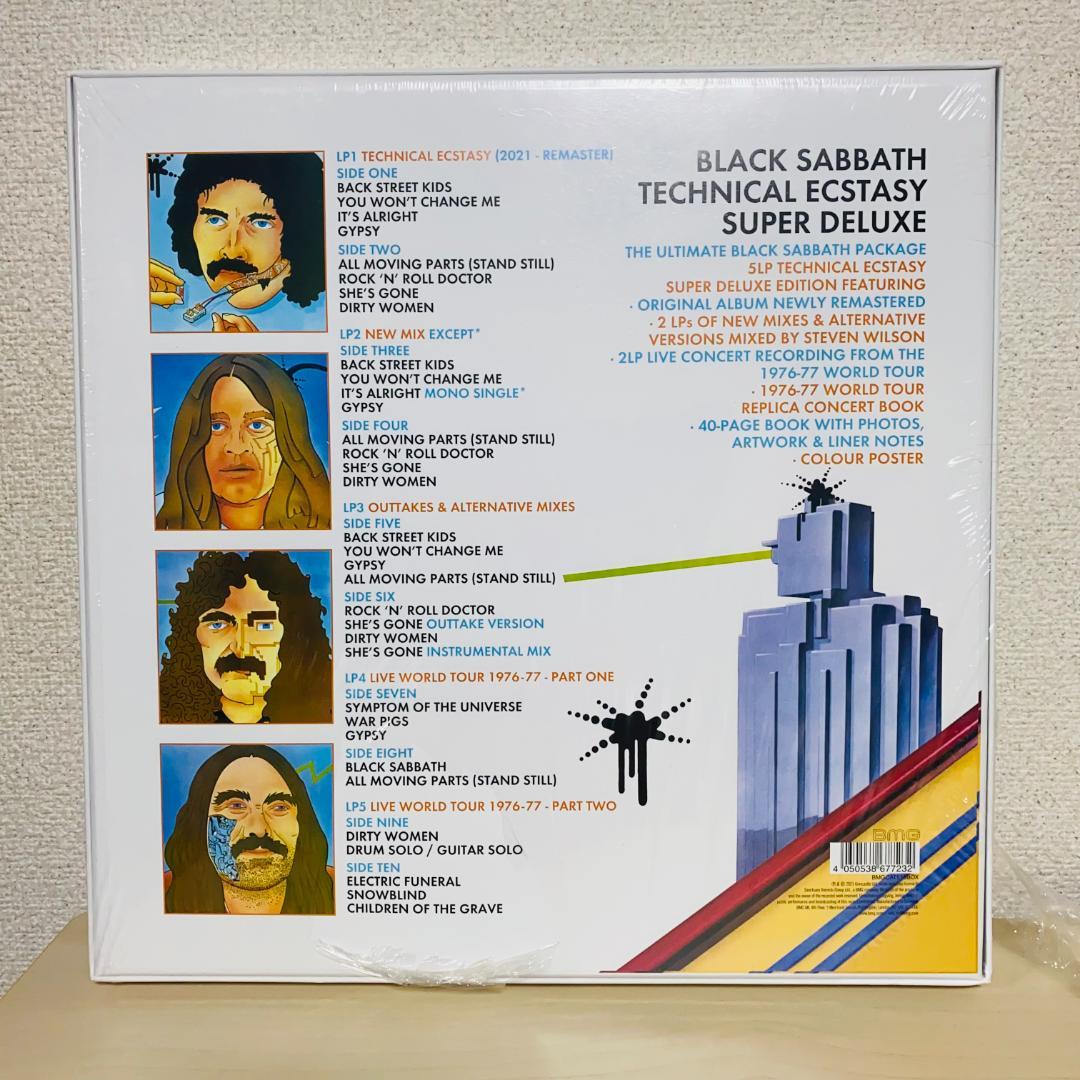 LP1 TECHNICAL ECSTASY (2021 - REMASTER)
SIDE ONE
BACK STREET KIDS
YOU WON'T CHANGE ME
IT'S ALRIGHT
GYPSY
SIDE TWO
ALL MOVING PARTS (STAND STILL)
ROCK 'N' ROLL DOCTOR
SHE'S GONE
DIRTY WOMEN
LP2 NEW MIX EXCEPT*
SIDE THREE
BACK STREET KIDS
YOU WON'T CHANGE ME
IT'S ALRIGHT MONO SINGLE*
GYPSY
SIDE FOUR
ALL MOVING PARTS (STAND STILL)
ROCK 'N' ROLL DOCTOR
SHE'S GONE
DIRTY WOMEN
LP3 OUTTAKES & ALTERNATIVE MIXES
SIDE FIVE
BACK STREET KIDS
YOU WON'T CHANGE ME
GYPSY
ALL MOVING PARTS (STAND STILL)
SIDE SIX
ROCK 'N' ROLL DOCTOR
SHE'S GONE OUTTAKE VERSION
DIRTY WOMEN
SHE'S GONE INSTRUMENTAL MIX
LP4 LIVE WORLD TOUR 1976-77 - PART ONE
SIDE SEVEN
SYMPTOM OF THE UNIVERSE
WAR PIGS
GYPSY
SIDE EIGHT
BLACK SABBATH
ALL MOVING PARTS (STAND STILL)
LP5 LIVE WORLD TOUR 1976-77 - PART TWO
SIDE NINE
DIRTY WOMEN
DRUM SOLO / GUITAR SOLO
SIDE TEN
ELECTRIC FUNERAL
SNOWBLIND
CHILDREN OF THE GRAVE
BLACK SABBATH
TECHNICAL ECSTASY
SUPER DELUXE
THE ULTIMATE BLACK SABBATH PACKAGE
5LP TECHNICAL ECSTASY
SUPER DELUXE EDITION FEATURING
· ORIGINAL ALBUM NEWLY REMASTERED
· 2 LPs OF NEW MIXES & ALTERNATIVE
VERSIONS MIXED BY STEVEN WILSON
· 2LP LIVE CONCERT RECORDING FROM THE
1976-77 WORLD TOUR
· 1976-77 WORLD TOUR
REPLICA CONCERT BOOK
· 40-PAGE BOOK WITH PHOTOS,
ARTWORK & LINER NOTES
· COLOUR POSTER
BMG
4 050538 677232